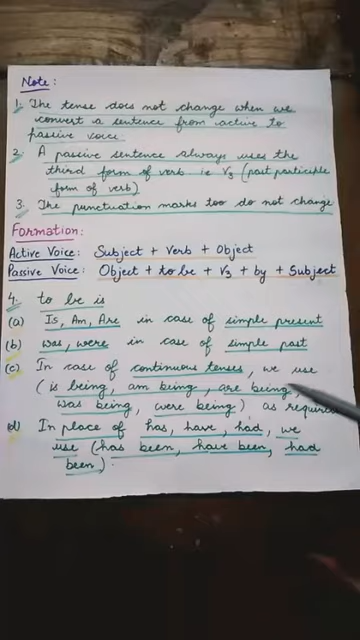 Note:
1. The tense does not change when we
convert a sentence from active to
passive voice.
2. A passive sentence always uses the
third form of verb i.e V3 (past participle
form of verb)
3. The punctuation marks too do not change
Formation:
Active Voice: Subject + Verb + Object
Passive Voice: Object + to be + V3 + by + Subject
4. to be is
(a) Is, Am, Are in case of simple present
(b) was, were in case of simple past
(c) In case of continuous tenses, we use
(is being, am being, are being,
was being, were being) as required
(d) In place of has, have, had, we
use (has been, have been, had
been).